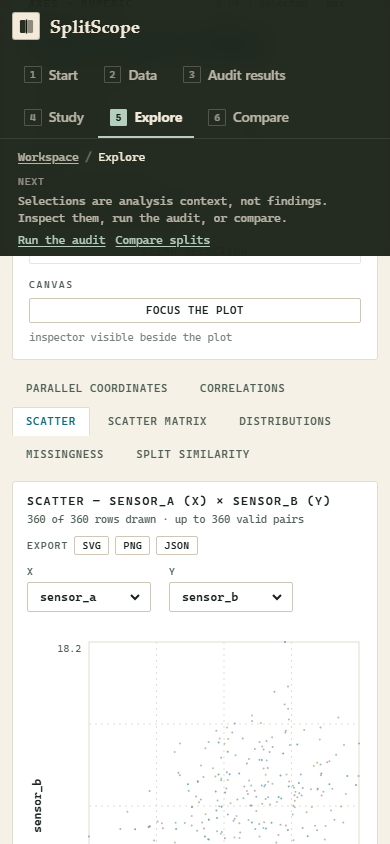 SplitScope
1 Start 2 Data 3 Audit results
4 Study 5 Explore 6 Compare
Workspace / Explore
NEXT
Selections are analysis context, not findings.
Inspect them, run the audit, or compare.
Run the audit Compare splits
CANVAS
FOCUS THE PLOT
inspector visible beside the plot
PARALLEL COORDINATES CORRELATIONS
SCATTER SCATTER MATRIX DISTRIBUTIONS
MISSINGNESS SPLIT SIMILARITY
SCATTER — SENSOR_A (X) × SENSOR_B (Y)
360 of 360 rows drawn · up to 360 valid pairs
EXPORT SVG PNG JSON
X Y
sensor_a sensor_b
18.2
sensor_b